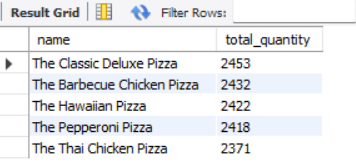 Result Grid Filter Rows:
name total_quantity
The Classic Deluxe Pizza 2453
The Barbecue Chicken Pizza 2432
The Hawaiian Pizza 2422
The Pepperoni Pizza 2418
The Thai Chicken Pizza 2371